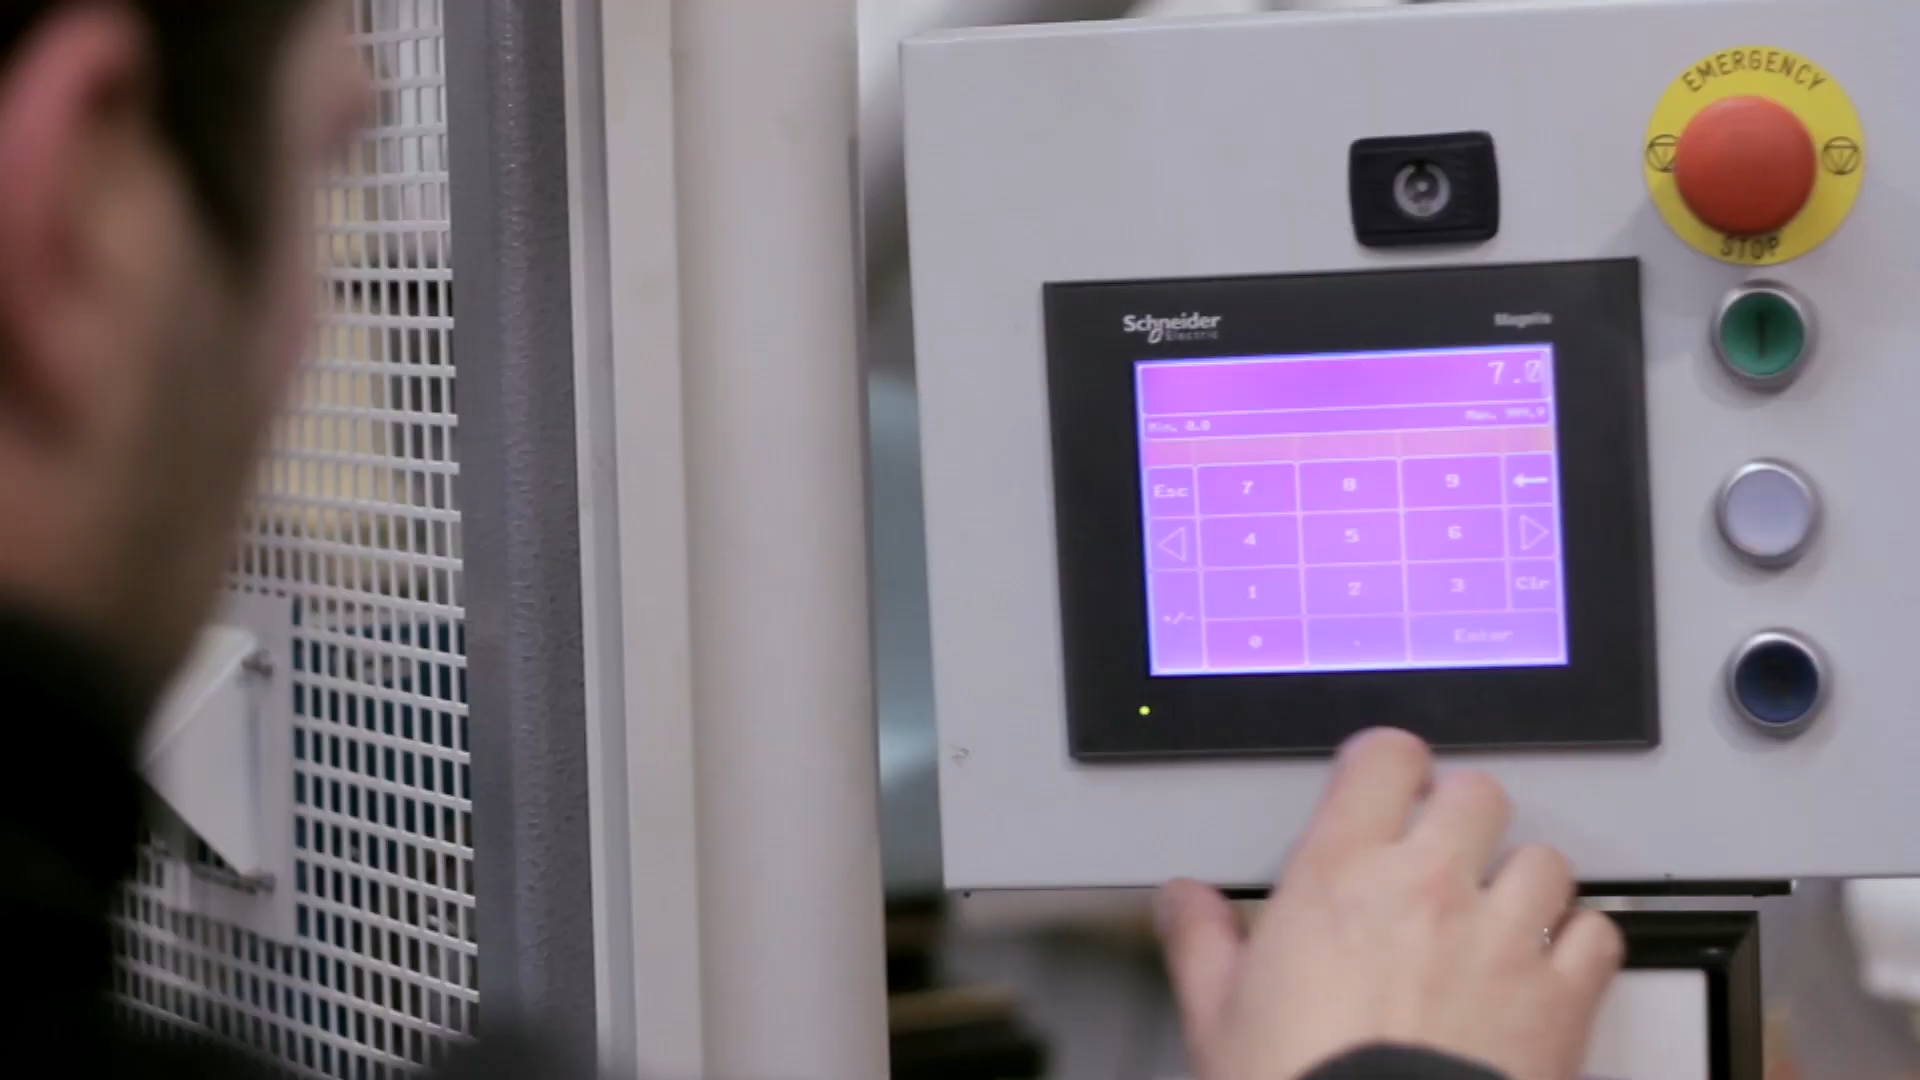 EMERGENCY
STOP
Schneider
Electric
Magelis
7.0
Min. 0.0
Max. 999.9
Esc 7 8 9
4 5 6
1 2 3 Clr
+/- 0 . Enter